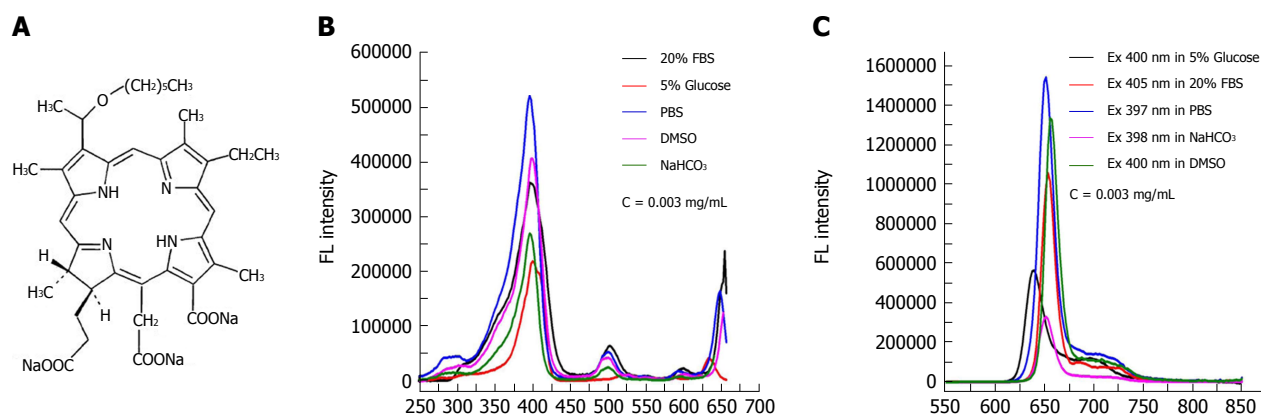 A
O
(CH₂)₅CH₃
H₃C
CH₃
CH₂CH₃
H₃C
NH
N
N
HN
H
H₃C
H
CH₃
CH₂
COONa
COONa
NaOOC
B
FL intensity
600000
500000
400000
300000
200000
100000
0
250 300 350 400 450 500 550 600 650 700
20% FBS
5% Glucose
PBS
DMSO
NaHCO₃
C = 0.003 mg/mL
C
FL intensity
1600000
1400000
1200000
1000000
800000
600000
400000
200000
0
550 600 650 700 750 800 850
Ex 400 nm in 5% Glucose
Ex 405 nm in 20% FBS
Ex 397 nm in PBS
Ex 398 nm in NaHCO₃
Ex 400 nm in DMSO
C = 0.003 mg/mL